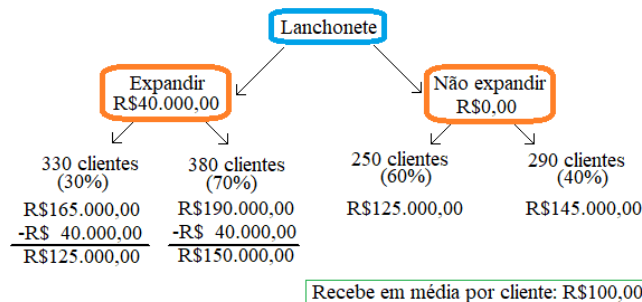 Lanchonete
Expandir
R$40.000,00
Não expandir
R$0,00
330 clientes
(30%)
R$165.000,00
-R$ 40.000,00
R$125.000,00
380 clientes
(70%)
R$190.000,00
-R$ 40.000,00
R$150.000,00
250 clientes
(60%)
R$125.000,00
290 clientes
(40%)
R$145.000,00
Recebe em média por cliente: R$100,00